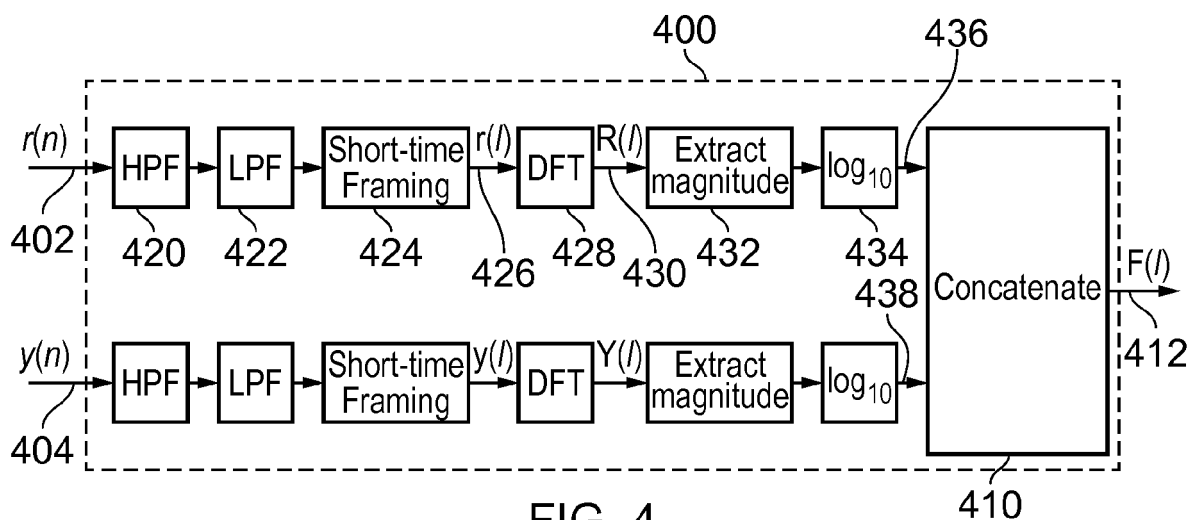 400
436
r(n)
HPF
LPF
Short-time
Framing
r(l)
DFT
R(l)
Extract
magnitude
log10
402
420
422
424
426
428
430
432
434
438
Concatenate
F(l)
412
y(n)
HPF
LPF
Short-time
Framing
y(l)
DFT
Y(l)
Extract
magnitude
log10
404
410
FIG. 4